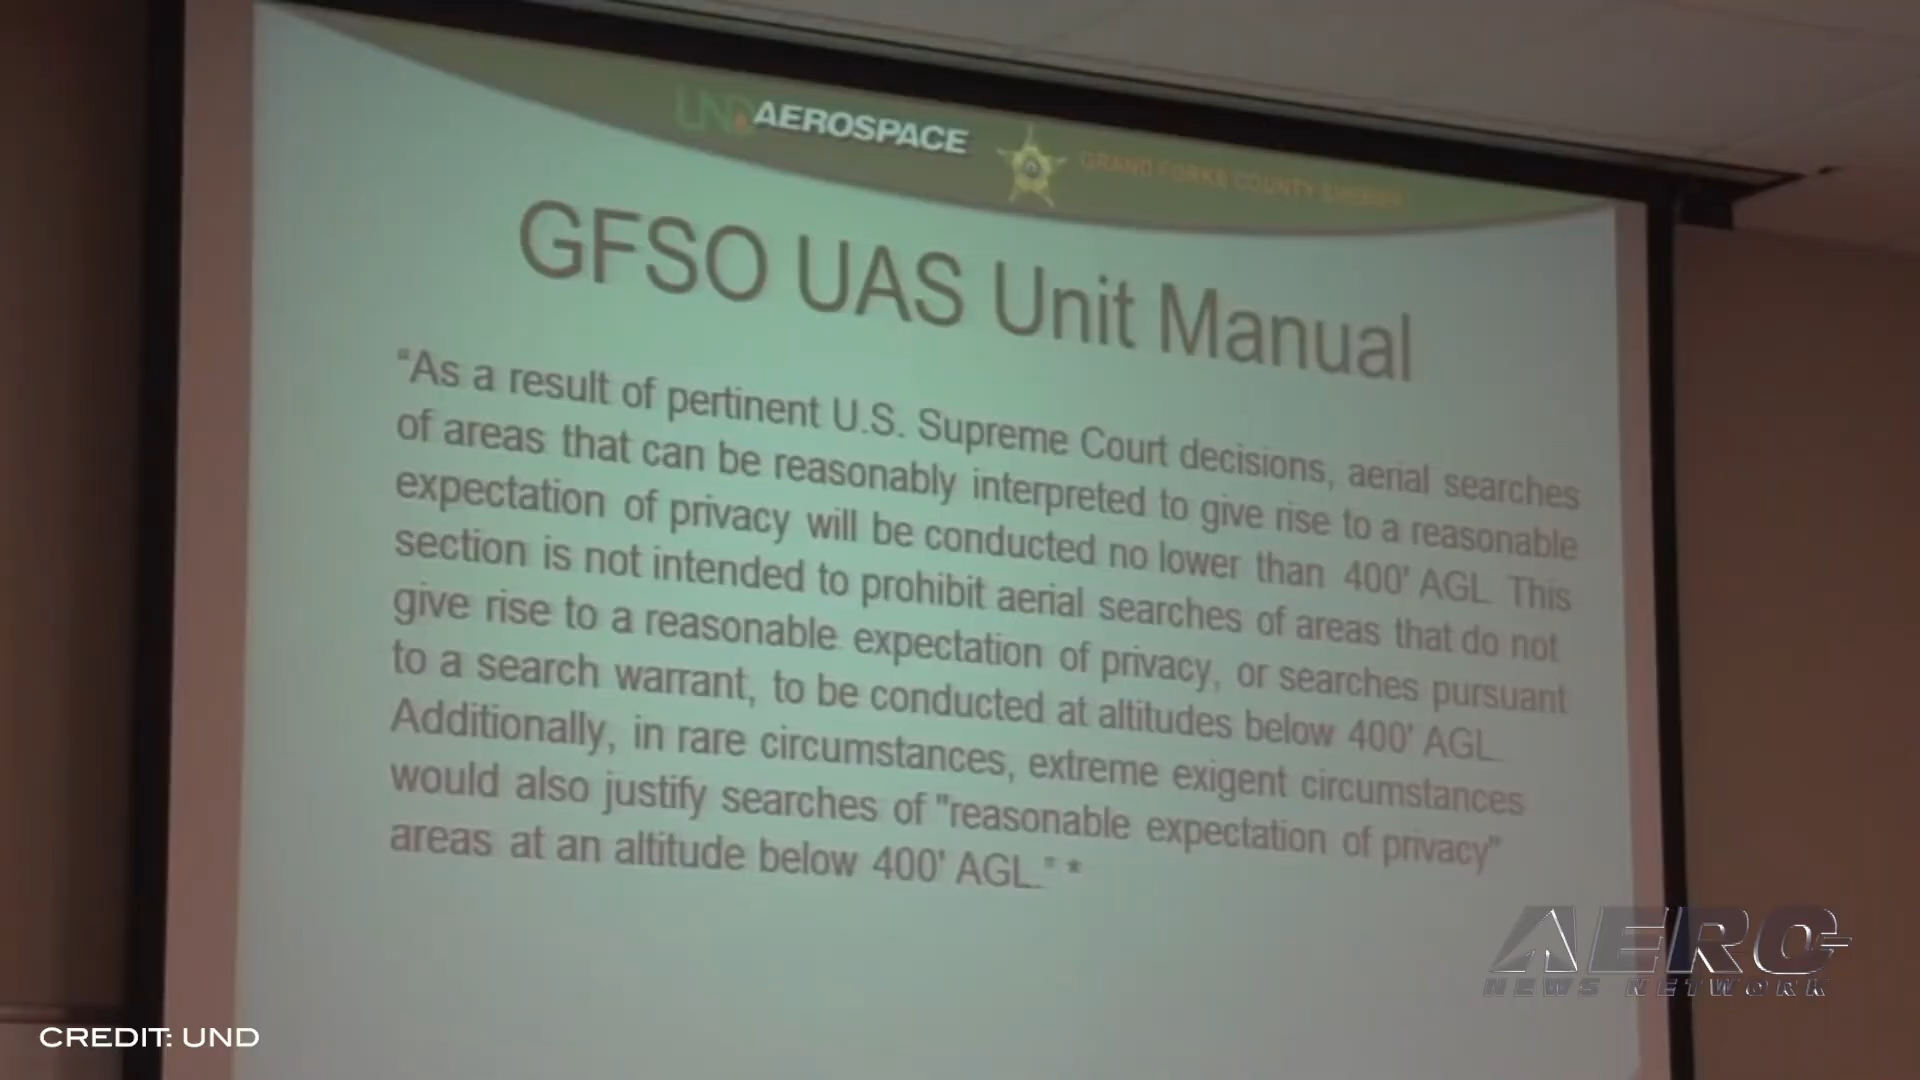 UND AEROSPACE
GRAND FORKS COUNTY SHERIFF
GFSO UAS Unit Manual
“As a result of pertinent U.S. Supreme Court decisions, aerial searches
of areas that can be reasonably interpreted to give rise to a reasonable
expectation of privacy will be conducted no lower than 400' AGL. This
section is not intended to prohibit aerial searches of areas that do not
give rise to a reasonable expectation of privacy, or searches pursuant
to a search warrant, to be conducted at altitudes below 400' AGL.
Additionally, in rare circumstances, extreme exigent circumstances
would also justify searches of "reasonable expectation of privacy"
areas at an altitude below 400' AGL." *
AERO
NEWS NETWORK
CREDIT: UND